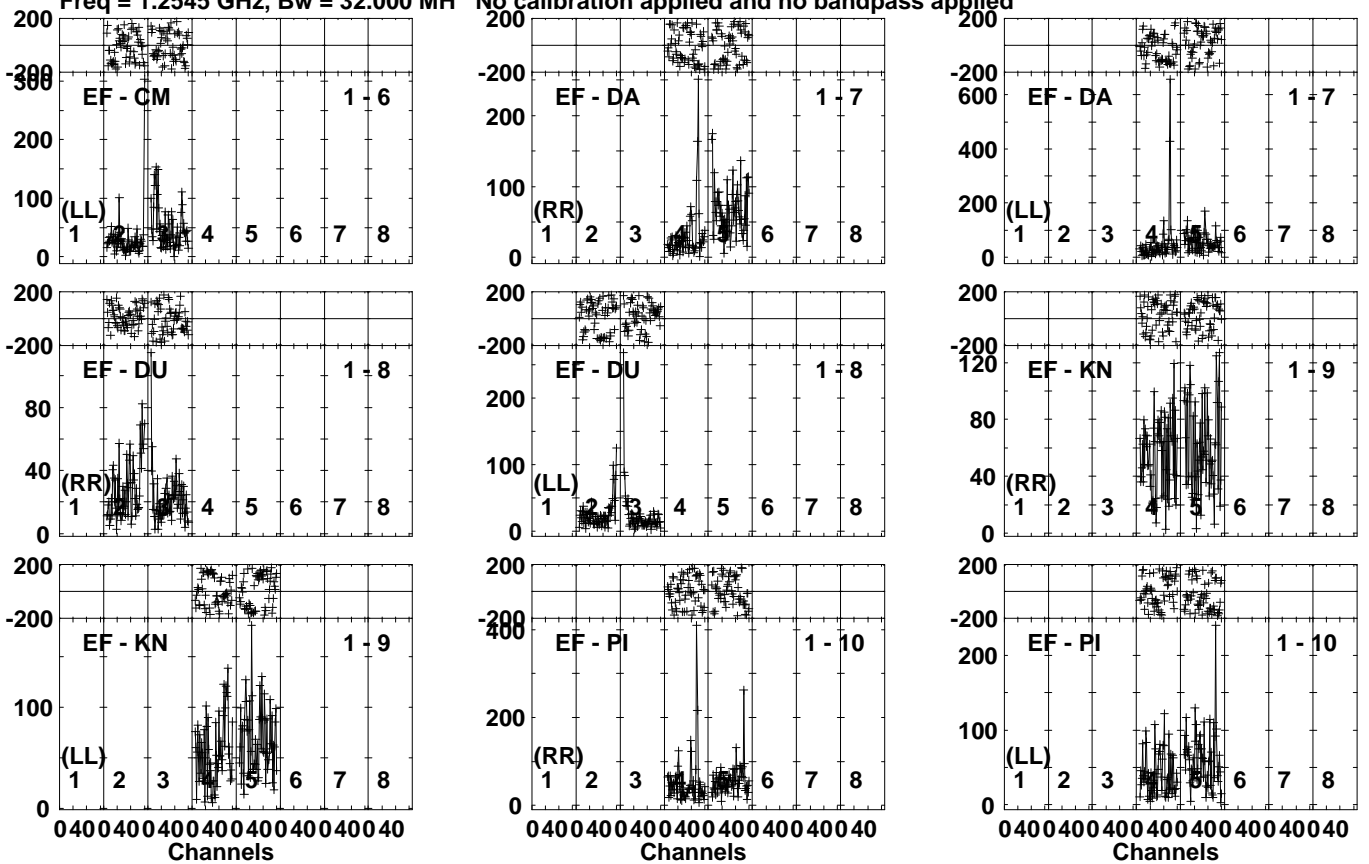 Freq = 1.2545 GHz, Bw = 32.000 MH No calibration applied and no bandpass applied
200 200 200
-200 -200 -200
300 200 100 0
EF - CM 1 - 6
(LL)
1 2 3 4 5 6 7 8
200 100 0
EF - DA 1 - 7
(RR)
1 2 3 4 5 6 7 8
600 400 200 0
EF - DA 1 - 7
(LL)
1 2 3 4 5 6 7 8
200 200 200
-200 -200 -200
80 40 0
EF - DU 1 - 8
(RR)
1 2 3 4 5 6 7 8
200 100 0
EF - DU 1 - 8
(LL)
1 2 3 4 5 6 7 8
120 80 40 0
EF - KN 1 - 9
(RR)
1 2 3 4 5 6 7 8
200 200 200
-200 -200 -200
100 0
EF - KN 1 - 9
(LL)
1 2 3 4 5 6 7 8
400 200 0
EF - PI 1 - 10
(RR)
1 2 3 4 5 6 7 8
200 100 0
EF - PI 1 - 10
(LL)
1 2 3 4 5 6 7 8
0 40 0 40 0 40 0 40 0 40 0 40 0 40 0 40
Channels
0 40 0 40 0 40 0 40 0 40 0 40 0 40 0 40
Channels
0 40 0 40 0 40 0 40 0 40 0 40 0 40 0 40
Channels